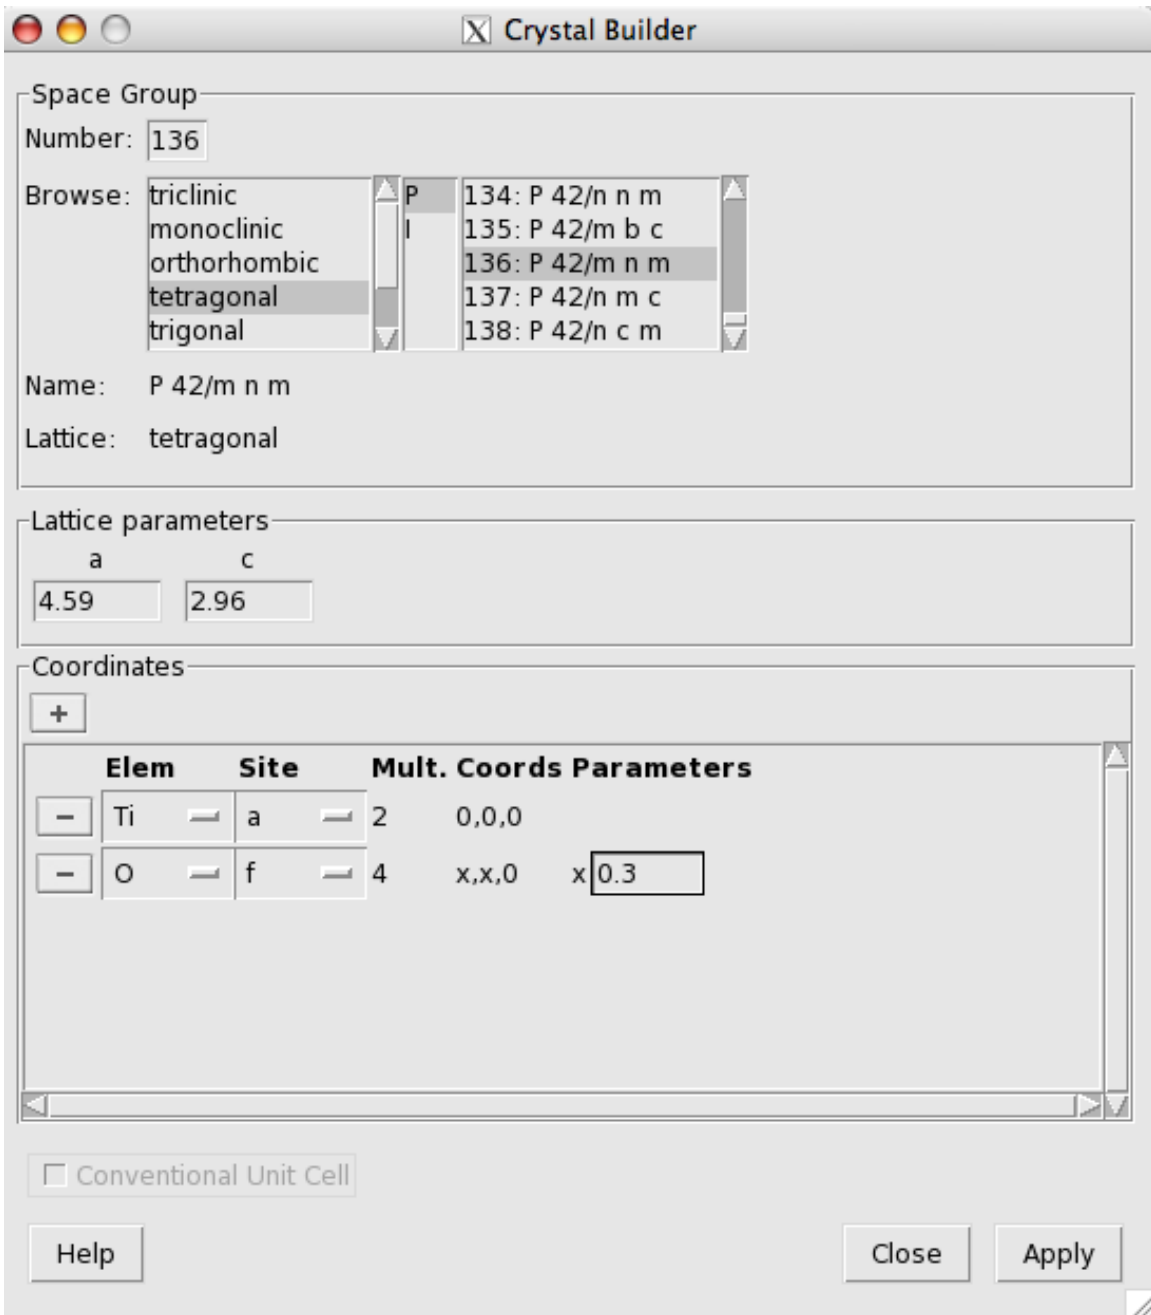 Crystal Builder
Space Group
Number: 136
Browse: triclinic P 134: P 42/n n m
monoclinic I 135: P 42/m b c
orthorhombic 136: P 42/m n m
tetragonal 137: P 42/n m c
trigonal 138: P 42/n c m
Name: P 42/m n m
Lattice: tetragonal
Lattice parameters
a c
4.59 2.96
Coordinates
+
Elem Site Mult. Coords Parameters
− Ti a 2 0,0,0
− O f 4 x,x,0 x 0.3
Conventional Unit Cell
Help Close Apply